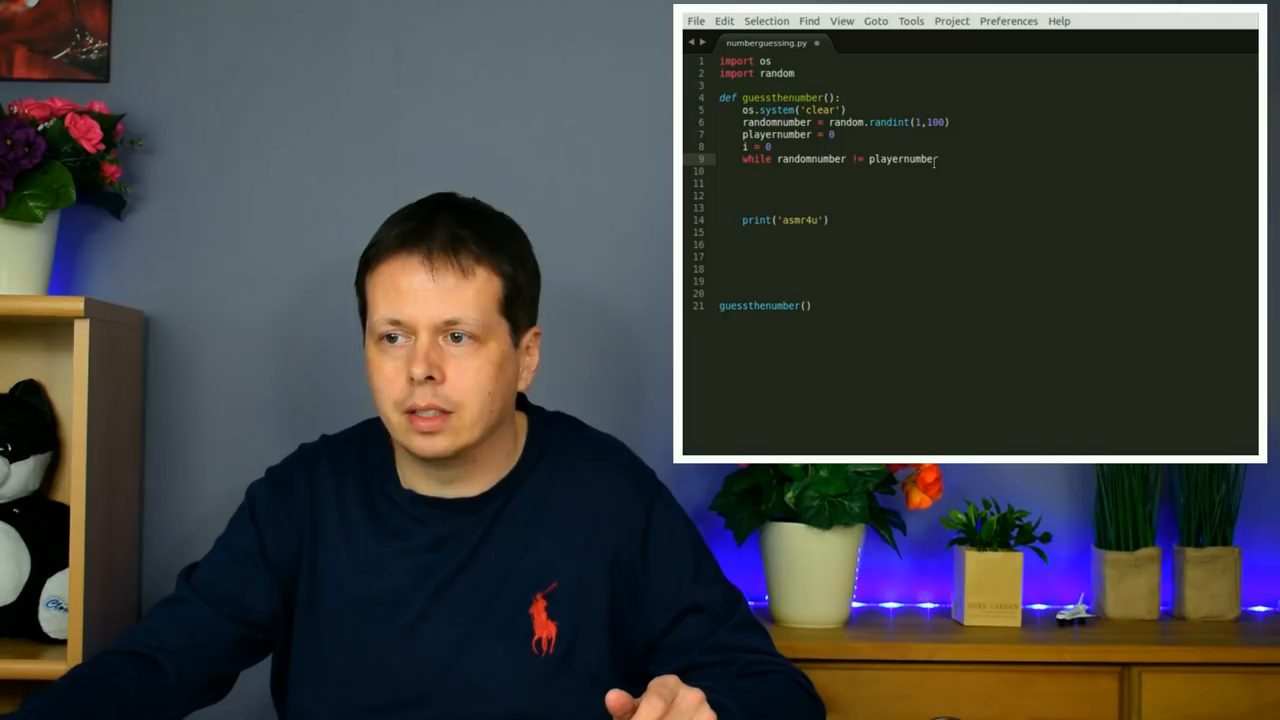 File Edit Selection Find View Goto Tools Project Preferences Help
numberguessing.py
1 import os
2 import random
3
4 def guessthenumber():
5 os.system('clear')
6 randomnumber = random.randint(1,100)
7 playernumber = 0
8 i = 0
9 while randomnumber != playernumber
10
11
12
13
14 print('asmr4u')
15
16
17
18
19
20
21 guessthenumber()